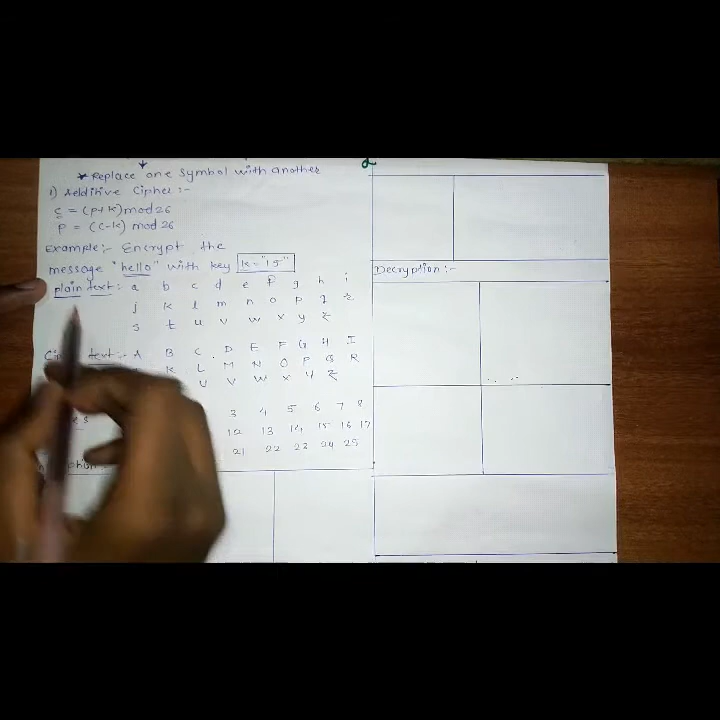 * Replace one Symbol with another
1) Additive Cipher :-
C = (P+K) mod 26
P = (C-K) mod 26
Example:- Encrypt the
message "hello" with key K="15"
plain text: a b c d e f g h i
j k l m n o p q r
s t u v w x y z
Cipher text:- A B C D E F G H I
K L M N O P Q R
U V W X Y Z
3 4 5 6 7 8
12 13 14 15 16 17
21 22 23 24 25
Decryption :-